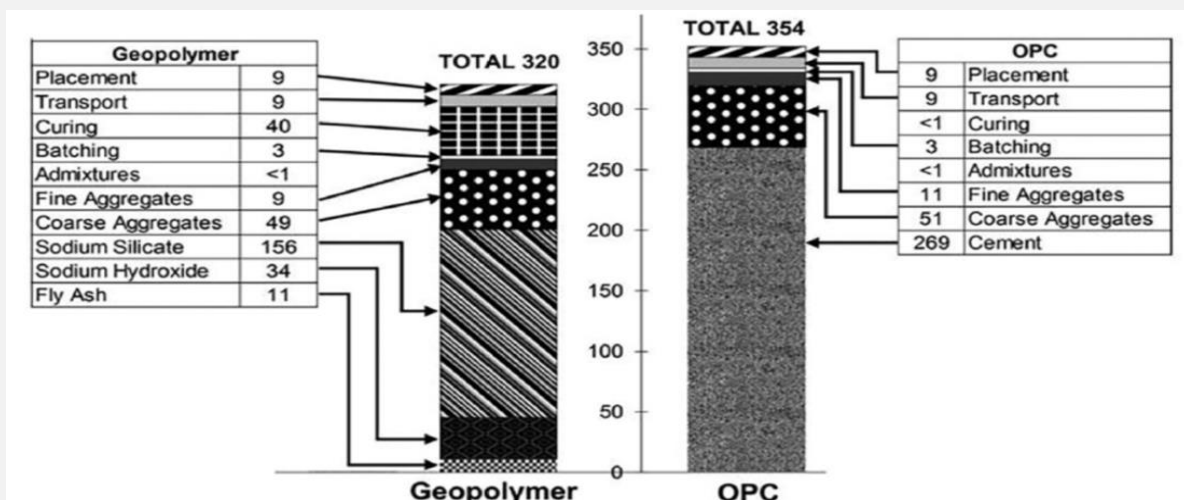 Geopolymer
Placement 9
Transport 9
Curing 40
Batching 3
Admixtures <1
Fine Aggregates 9
Coarse Aggregates 49
Sodium Silicate 156
Sodium Hydroxide 34
Fly Ash 11
TOTAL 320
350
300
250
200
150
100
50
0
TOTAL 354
OPC
9 Placement
9 Transport
<1 Curing
3 Batching
<1 Admixtures
11 Fine Aggregates
51 Coarse Aggregates
269 Cement
Geopolymer
OPC